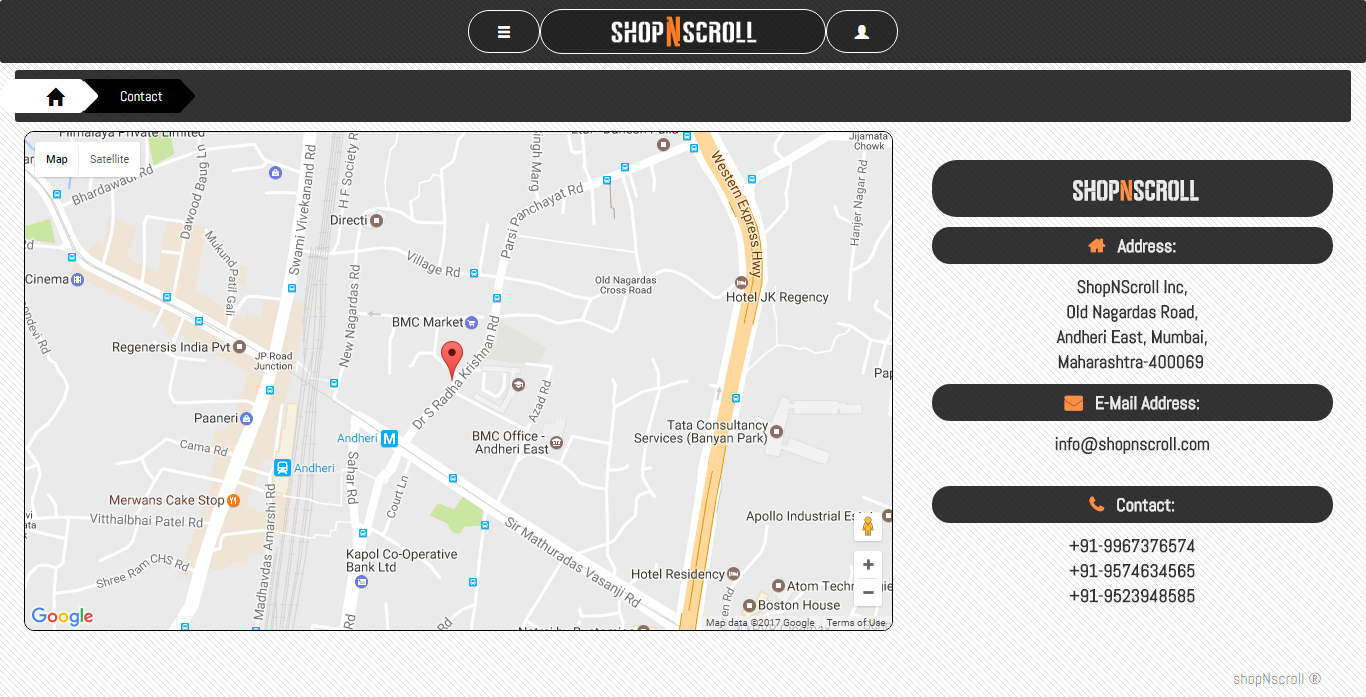 SHOPNSCROLL
Contact
Map
Satellite
Himalaya Private Limited
Bhardawadi Rd
Dawood Baug Ln
Mukund Patil Gali
Swami Vivekanand Rd
H F Society Rd
Directi
Village Rd
Parsi Panchayat Rd
Western Express Hwy
Jijamata
Chowk
Hanjer Nagar Rd
Old Nagardas
Cross Road
Hotel JK Regency
Cinema
New Nagardas Rd
BMC Market
Regenersis India Pvt
JP Road
Junction
Dr S Radha Krishnan Rd
Azad Rd
Paaneri
Cama Rd
Andheri
Andheri
BMC Office -
Andheri East
Tata Consultancy
Services (Banyan Park)
Merwans Cake Stop
Vitthalbhai Patel Rd
Sahar Rd
Court Ln
Madhavdas Amarshi Rd
Shree Ram CHS Rd
Sir Mathuradas Vasanji Rd
Kapol Co-Operative
Bank Ltd
Hotel Residency
Boston House
Google
Map data ©2017 Google
Terms of Use
SHOPNSCROLL
Address:
ShopNScroll Inc,
Old Nagardas Road,
Andheri East, Mumbai,
Maharashtra-400069
E-Mail Address:
info@shopnscroll.com
Contact:
+91-9967376574
+91-9574634565
+91-9523948585
shopNscroll ®